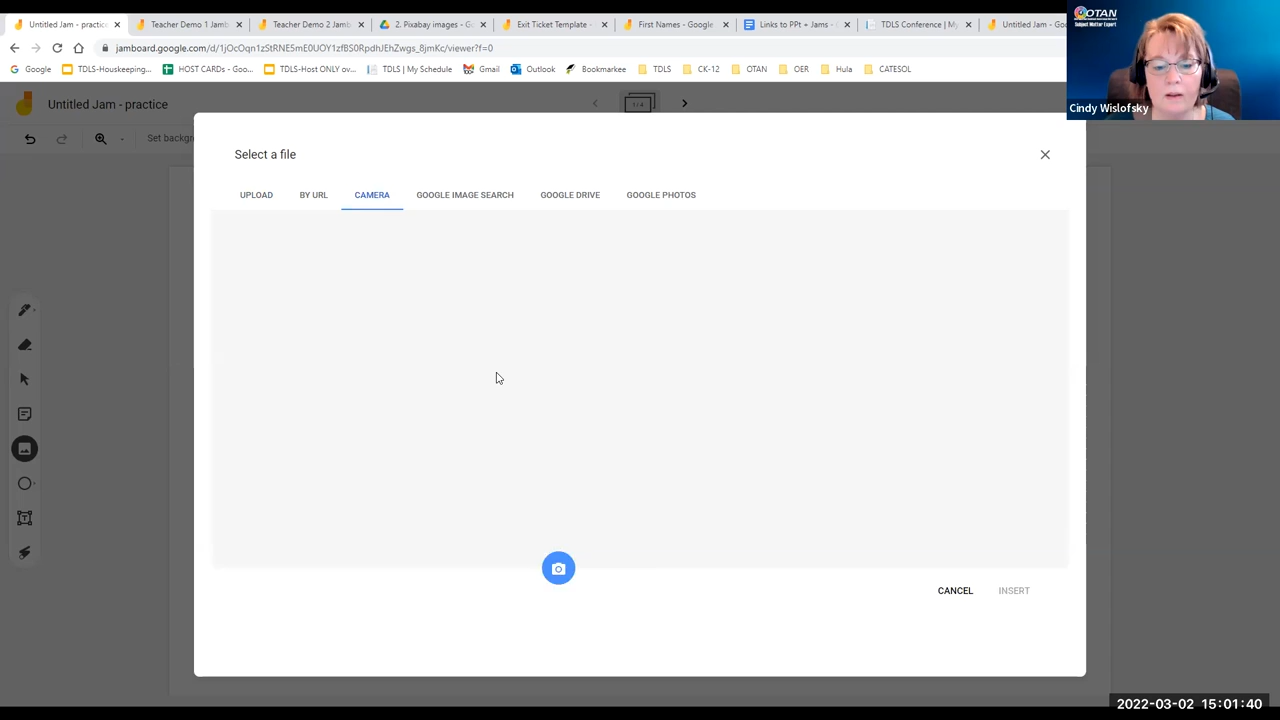 Untitled Jam - practice
Teacher Demo 1 Jamb
Teacher Demo 2 Jamb
2. Pixabay images - G
Exit Ticket Template -
First Names - Google
Links to PPt + Jams -
TDLS Conference | My
Untitled Jam - Goo
jamboard.google.com/d/1jOcOqn1zStRNE5mE0UOY1zfBS0RpdhJEhZwgs_8jmKc/viewer?f=0
Google
TDLS-Houskeeping...
HOST CARDs - Goo...
TDLS-Host ONLY ov...
TDLS | My Schedule
Gmail
Outlook
Bookmarkee
TDLS
CK-12
OTAN
OER
Hula
CATESOL
OTAN
Subject Matter Expert
Cindy Wislofsky
Untitled Jam - practice
1 / 4
Set backgr
Select a file
UPLOAD
BY URL
CAMERA
GOOGLE IMAGE SEARCH
GOOGLE DRIVE
GOOGLE PHOTOS
CANCEL
INSERT
2022-03-02 15:01:40